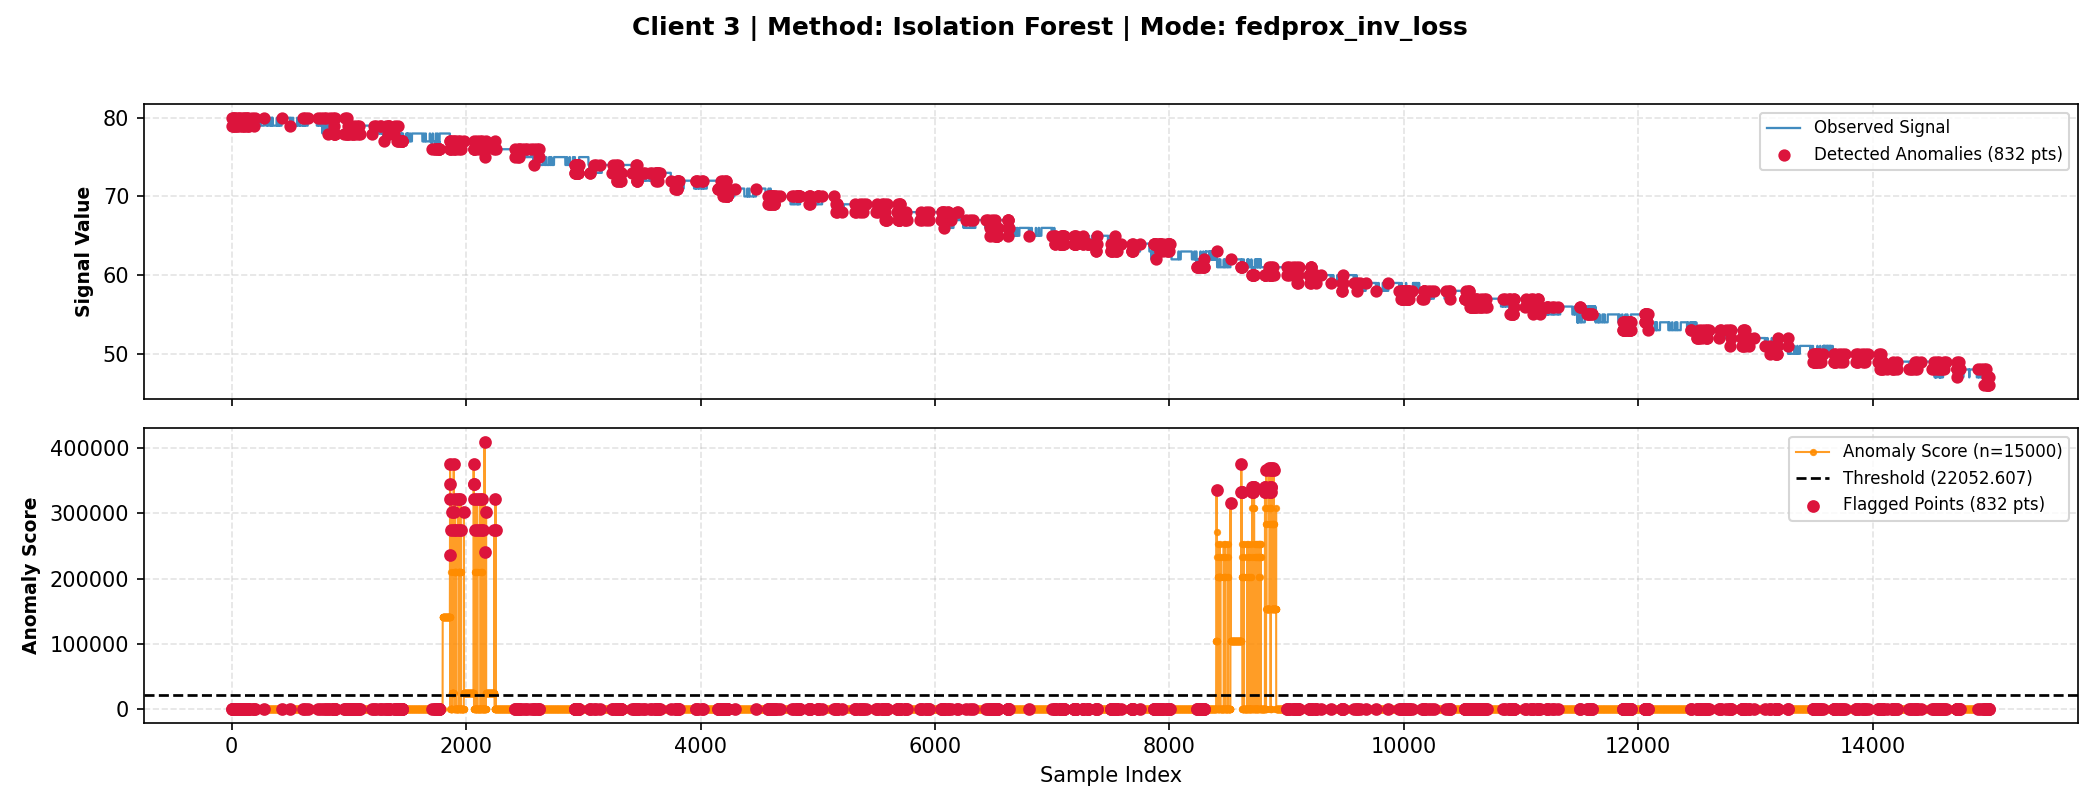 Client 3 | Method: Isolation Forest | Mode: fedprox_inv_loss
Signal Value
80
70
60
50
Observed Signal
Detected Anomalies (832 pts)
Anomaly Score
400000
300000
200000
100000
0
Anomaly Score (n=15000)
Threshold (22052.607)
Flagged Points (832 pts)
0 2000 4000 6000 8000 10000 12000 14000
Sample Index